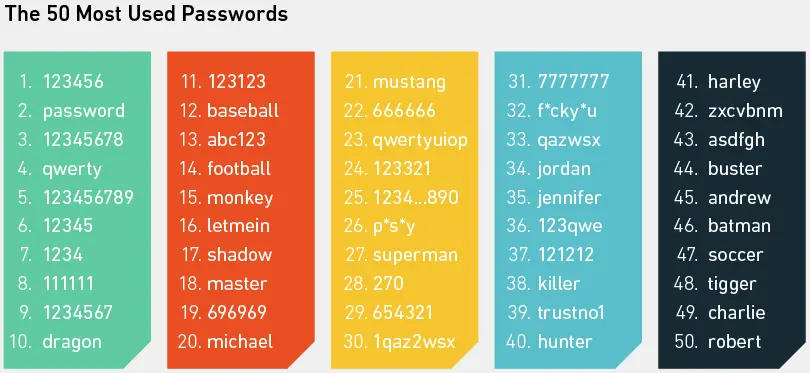 The 50 Most Used Passwords
1. 123456
2. password
3. 12345678
4. qwerty
5. 123456789
6. 12345
7. 1234
8. 111111
9. 1234567
10. dragon
11. 123123
12. baseball
13. abc123
14. football
15. monkey
16. letmein
17. shadow
18. master
19. 696969
20. michael
21. mustang
22. 666666
23. qwertyuiop
24. 123321
25. 1234...890
26. p*s*y
27. superman
28. 270
29. 654321
30. 1qaz2wsx
31. 7777777
32. f*cky*u
33. qazwsx
34. jordan
35. jennifer
36. 123qwe
37. 121212
38. killer
39. trustno1
40. hunter
41. harley
42. zxcvbnm
43. asdfgh
44. buster
45. andrew
46. batman
47. soccer
48. tigger
49. charlie
50. robert